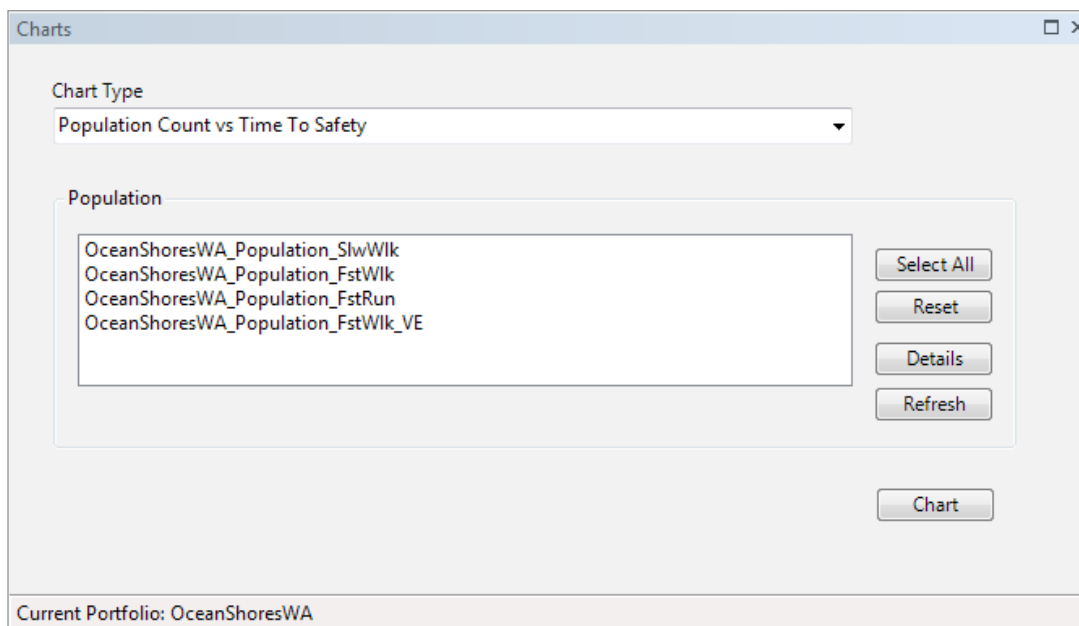 Charts
Chart Type
Population Count vs Time To Safety
Population
OceanShoresWA_Population_SlwWlk
OceanShoresWA_Population_FstWlk
OceanShoresWA_Population_FstRun
OceanShoresWA_Population_FstWlk_VE
Select All
Reset
Details
Refresh
Chart
Current Portfolio: OceanShoresWA